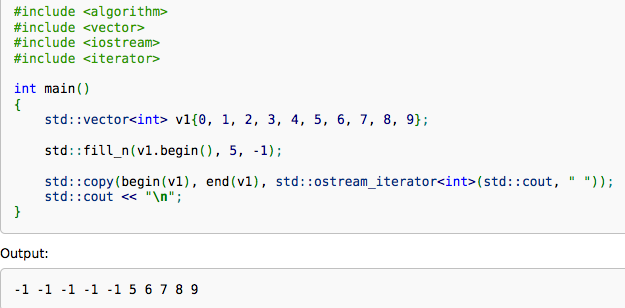 #include <algorithm>
#include <vector>
#include <iostream>
#include <iterator>

int main()
{
    std::vector<int> v1{0, 1, 2, 3, 4, 5, 6, 7, 8, 9};

    std::fill_n(v1.begin(), 5, -1);

    std::copy(begin(v1), end(v1), std::ostream_iterator<int>(std::cout, " "));
    std::cout << "\n";
}
Output:
-1 -1 -1 -1 -1 5 6 7 8 9